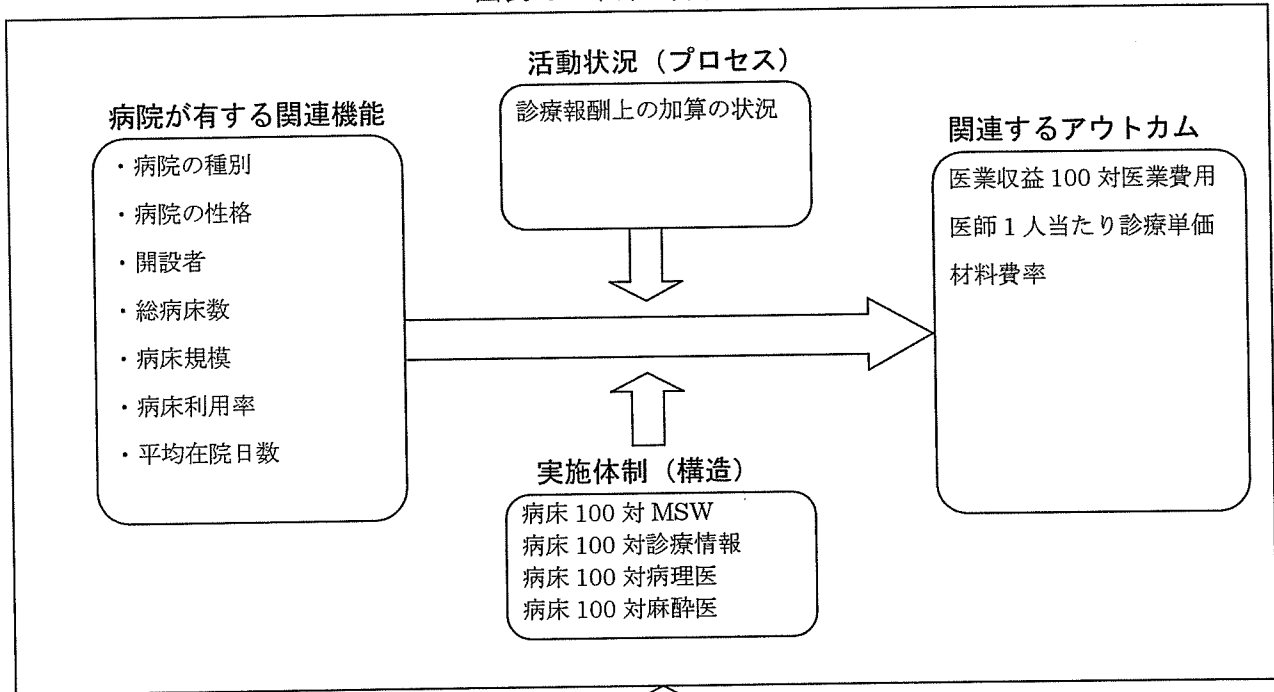 活動状況（プロセス）
診療報酬上の加算の状況
病院が有する関連機能
・病院の種別
・病院の性格
・開設者
・総病床数
・病床規模
・病床利用率
・平均在院日数
関連するアウトカム
医業収益 100 対医業費用
医師 1 人当たり診療単価
材料費率
実施体制（構造）
病床 100 対 MSW
病床 100 対診療情報
病床 100 対病理医
病床 100 対麻酔医